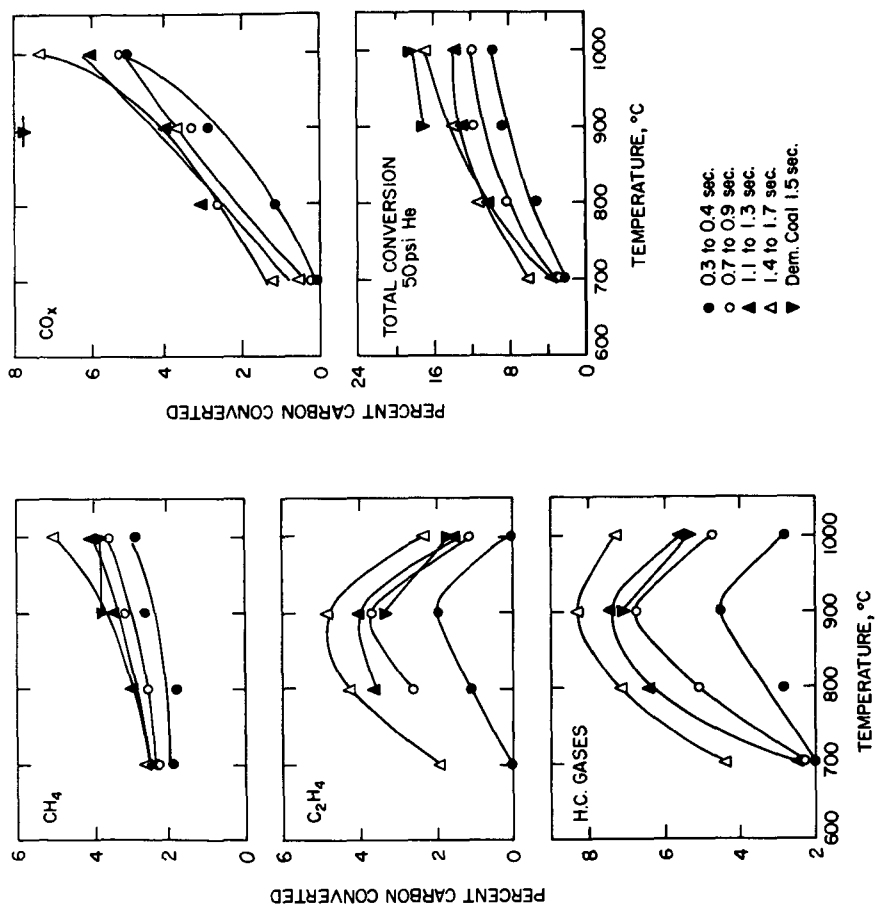 PERCENT CARBON CONVERTED
CH₄
6
4
2
0
C₂H₄
6
4
2
0
H.C. GASES
8
6
4
2
600 700 800 900 1000
TEMPERATURE, °C
PERCENT CARBON CONVERTED
COₓ
8
6
4
2
0
TOTAL CONVERSION
50 psi He
24
16
8
0
600 700 800 900 1000
TEMPERATURE, °C
● 0.3 to 0.4 sec.
○ 0.7 to 0.9 sec.
▲ 1.1 to 1.3 sec.
△ 1.4 to 1.7 sec.
▼ Dem. Coal 1.5 sec.